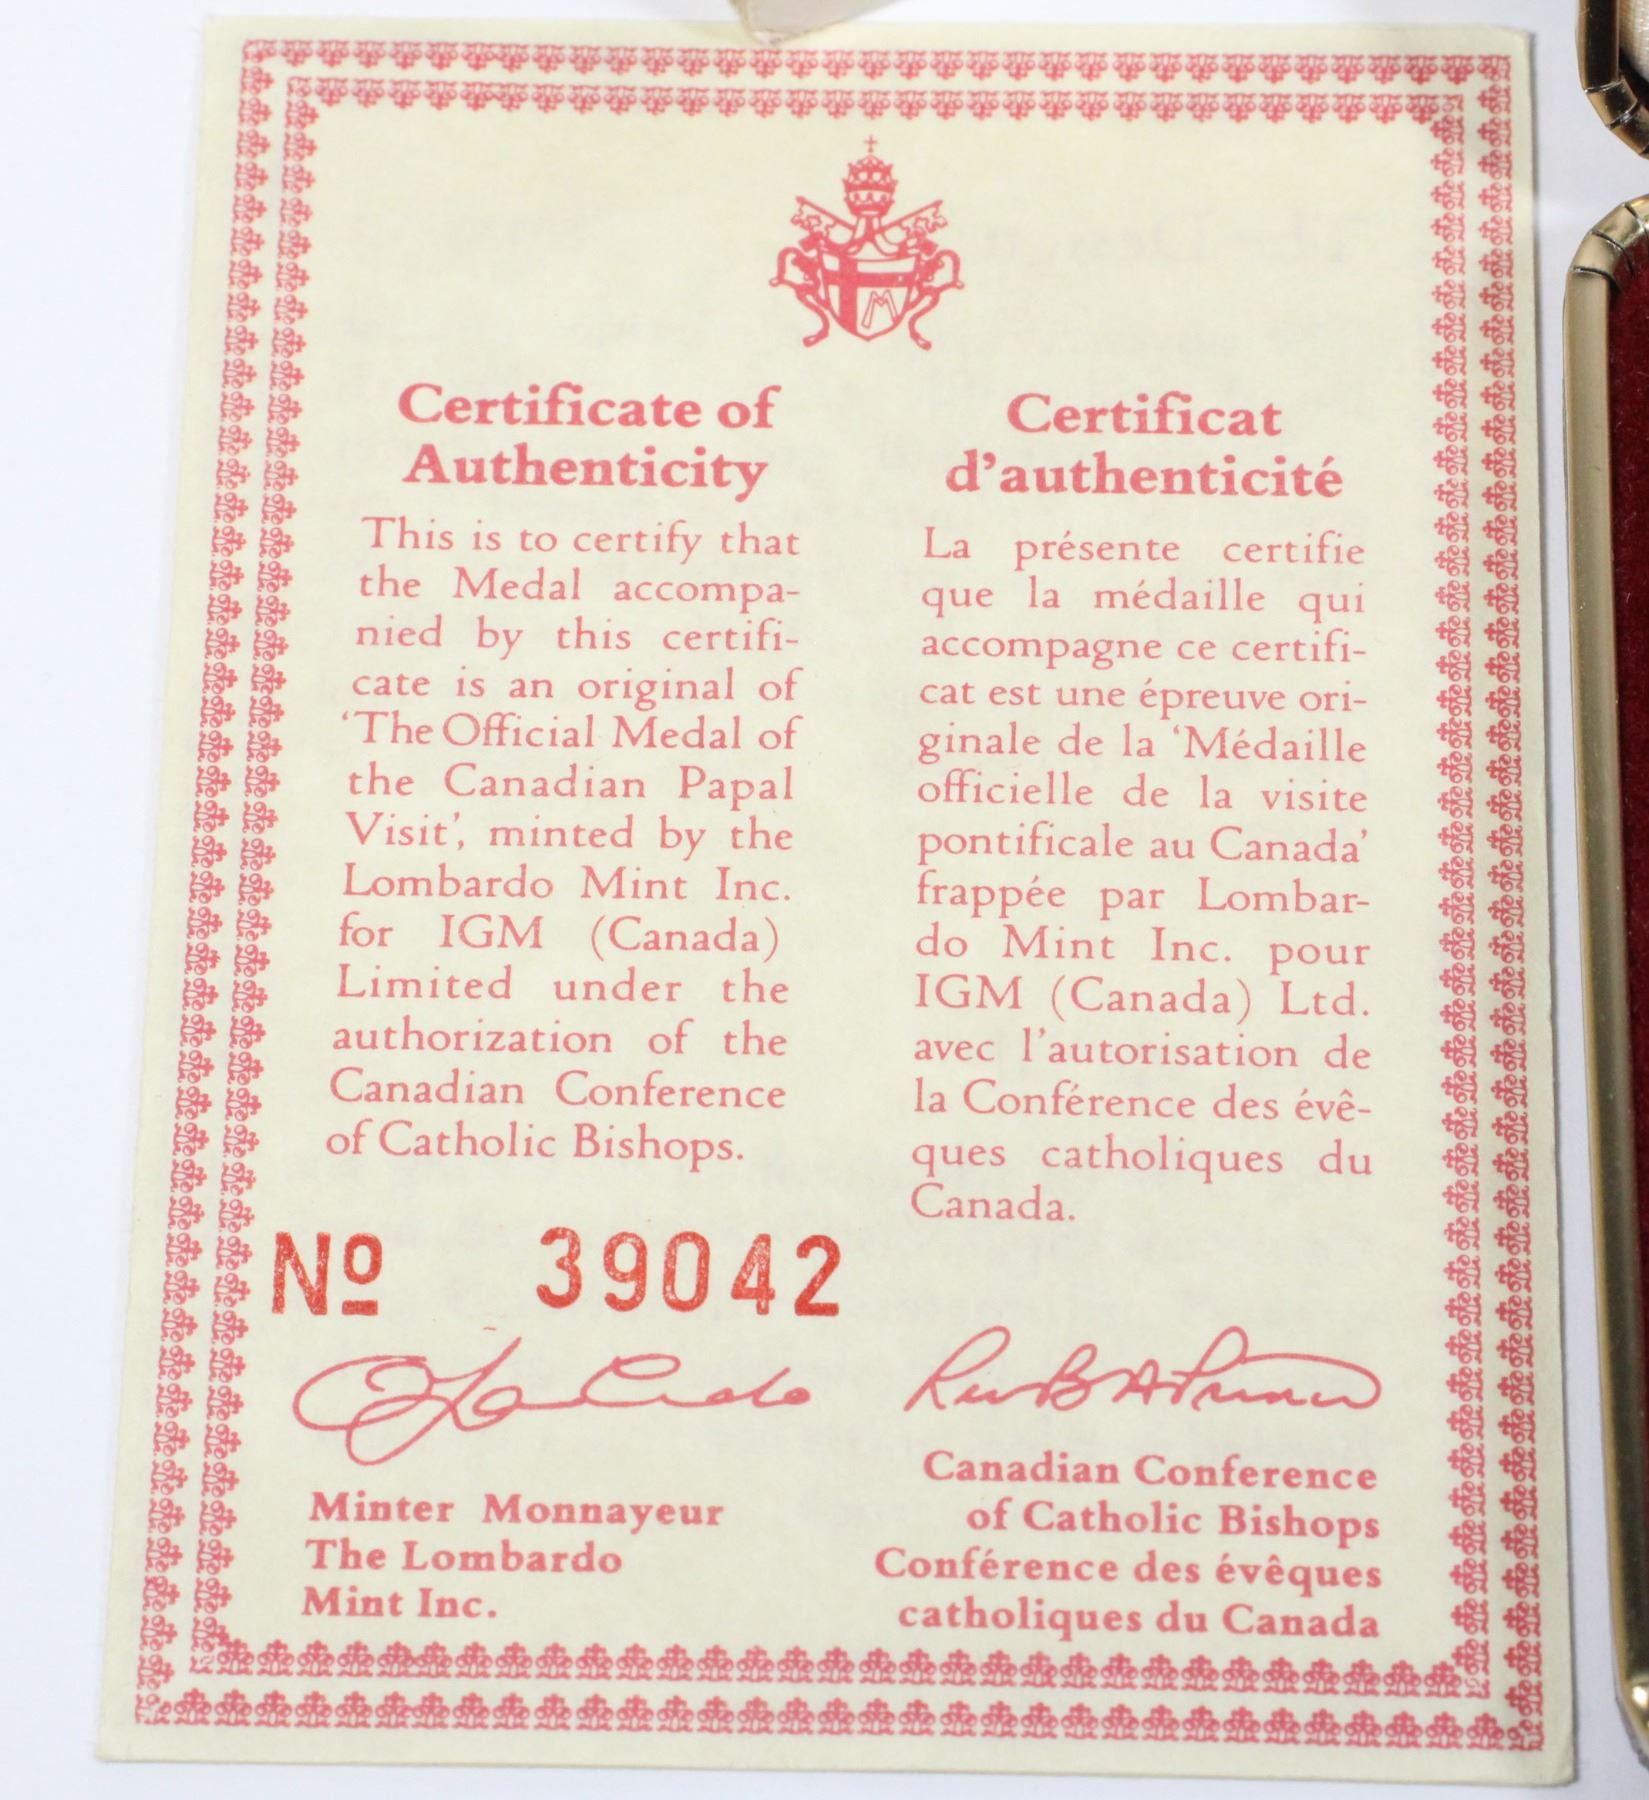 Certificate of
Authenticity
This is to certify that
the Medal accompa-
nied by this certifi-
cate is an original of
‘The Official Medal of
the Canadian Papal
Visit’, minted by the
Lombardo Mint Inc.
for IGM (Canada)
Limited under the
authorization of the
Canadian Conference
of Catholic Bishops.
Nº 39042
Minter Monnayeur
The Lombardo
Mint Inc.
Certificat
d’authenticité
La présente certifie
que la médaille qui
accompagne ce certifi-
cat est une épreuve ori-
ginale de la ‘Médaille
officielle de la visite
pontificale au Canada’
frappée par Lombar-
do Mint Inc. pour
IGM (Canada) Ltd.
avec l’autorisation de
la Conférence des évê-
ques catholiques du
Canada.
Canadian Conference
of Catholic Bishops
Conférence des évêques
catholiques du Canada